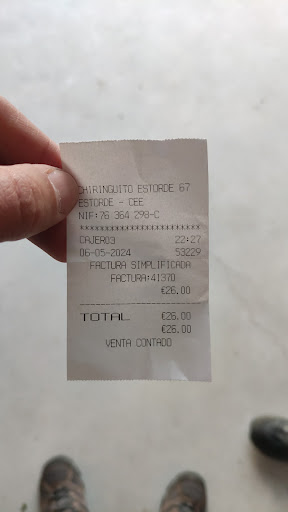 CHIRINGUITO ESTORDE 67
ESTORDE - CEE
NIF:76 364 298-C
************************
CAJERO3 22:27
06-05-2024 53229
FACTURA SIMPLIFICADA
FACTURA:41370
€26.00
TOTAL €26.00
€26.00
VENTA CONTADO